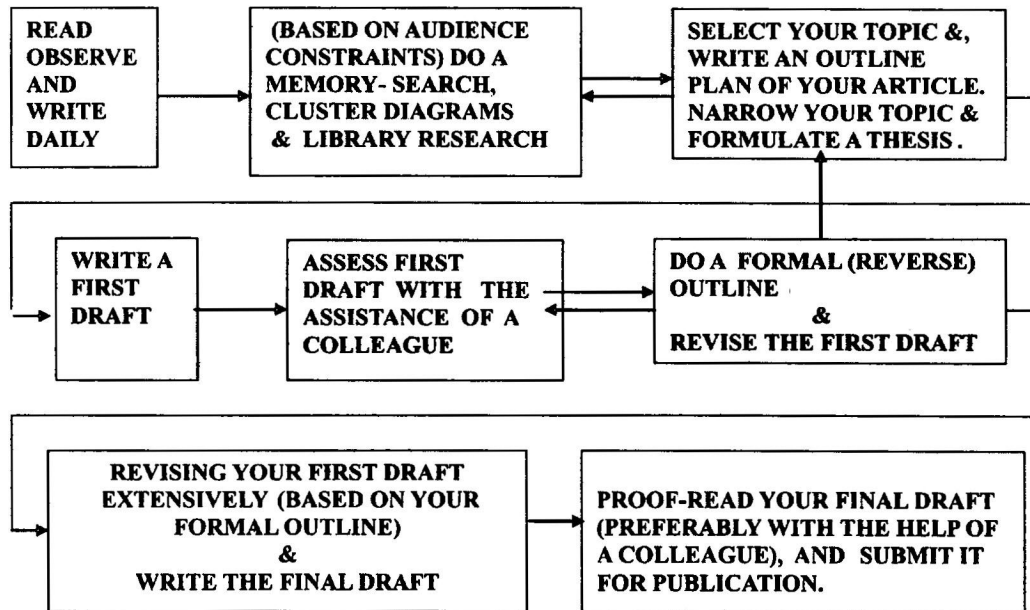 READ
OBSERVE
AND
WRITE
DAILY
(BASED ON AUDIENCE
CONSTRAINTS) DO A
MEMORY- SEARCH,
CLUSTER DIAGRAMS
& LIBRARY RESEARCH
SELECT YOUR TOPIC &,
WRITE AN OUTLINE
PLAN OF YOUR ARTICLE.
NARROW YOUR TOPIC &
FORMULATE A THESIS .
WRITE A
FIRST
DRAFT
ASSESS FIRST
DRAFT WITH THE
ASSISTANCE OF A
COLLEAGUE
DO A FORMAL (REVERSE)
OUTLINE
&
REVISE THE FIRST DRAFT
REVISING YOUR FIRST DRAFT
EXTENSIVELY (BASED ON YOUR
FORMAL OUTLINE)
&
WRITE THE FINAL DRAFT
PROOF-READ YOUR FINAL DRAFT
(PREFERABLY WITH THE HELP OF
A COLLEAGUE), AND SUBMIT IT
FOR PUBLICATION.